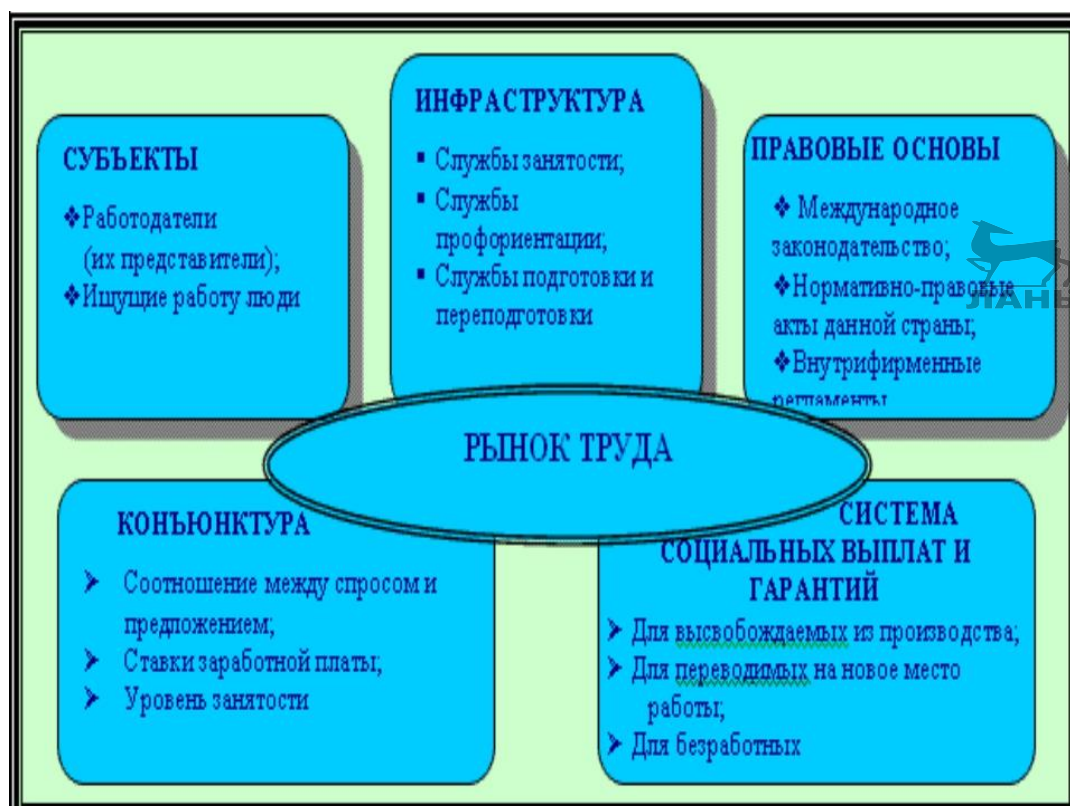 СУБЪЕКТЫ
❖Работодатели
(их представители);
❖Ищущие работу люди
ИНФРАСТРУКТУРА
▪ Службы занятости;
▪ Службы
профориентации;
▪ Службы подготовки и
переподготовки
ПРАВОВЫЕ ОСНОВЫ
❖ Международное
законодательство;
❖Нормативно-правовые
акты данной страны;
❖Внутрифирменные
регламенты
РЫНОК ТРУДА
КОНЪЮНКТУРА
➤ Соотношение между спросом и
предложением;
➤ Ставки заработной платы;
➤ Уровень занятости
СИСТЕМА
СОЦИАЛЬНЫХ ВЫПЛАТ И
ГАРАНТИЙ
➤ Для высвобождаемых из производства;
➤ Для переводимых на новое место
работы;
➤ Для безработных